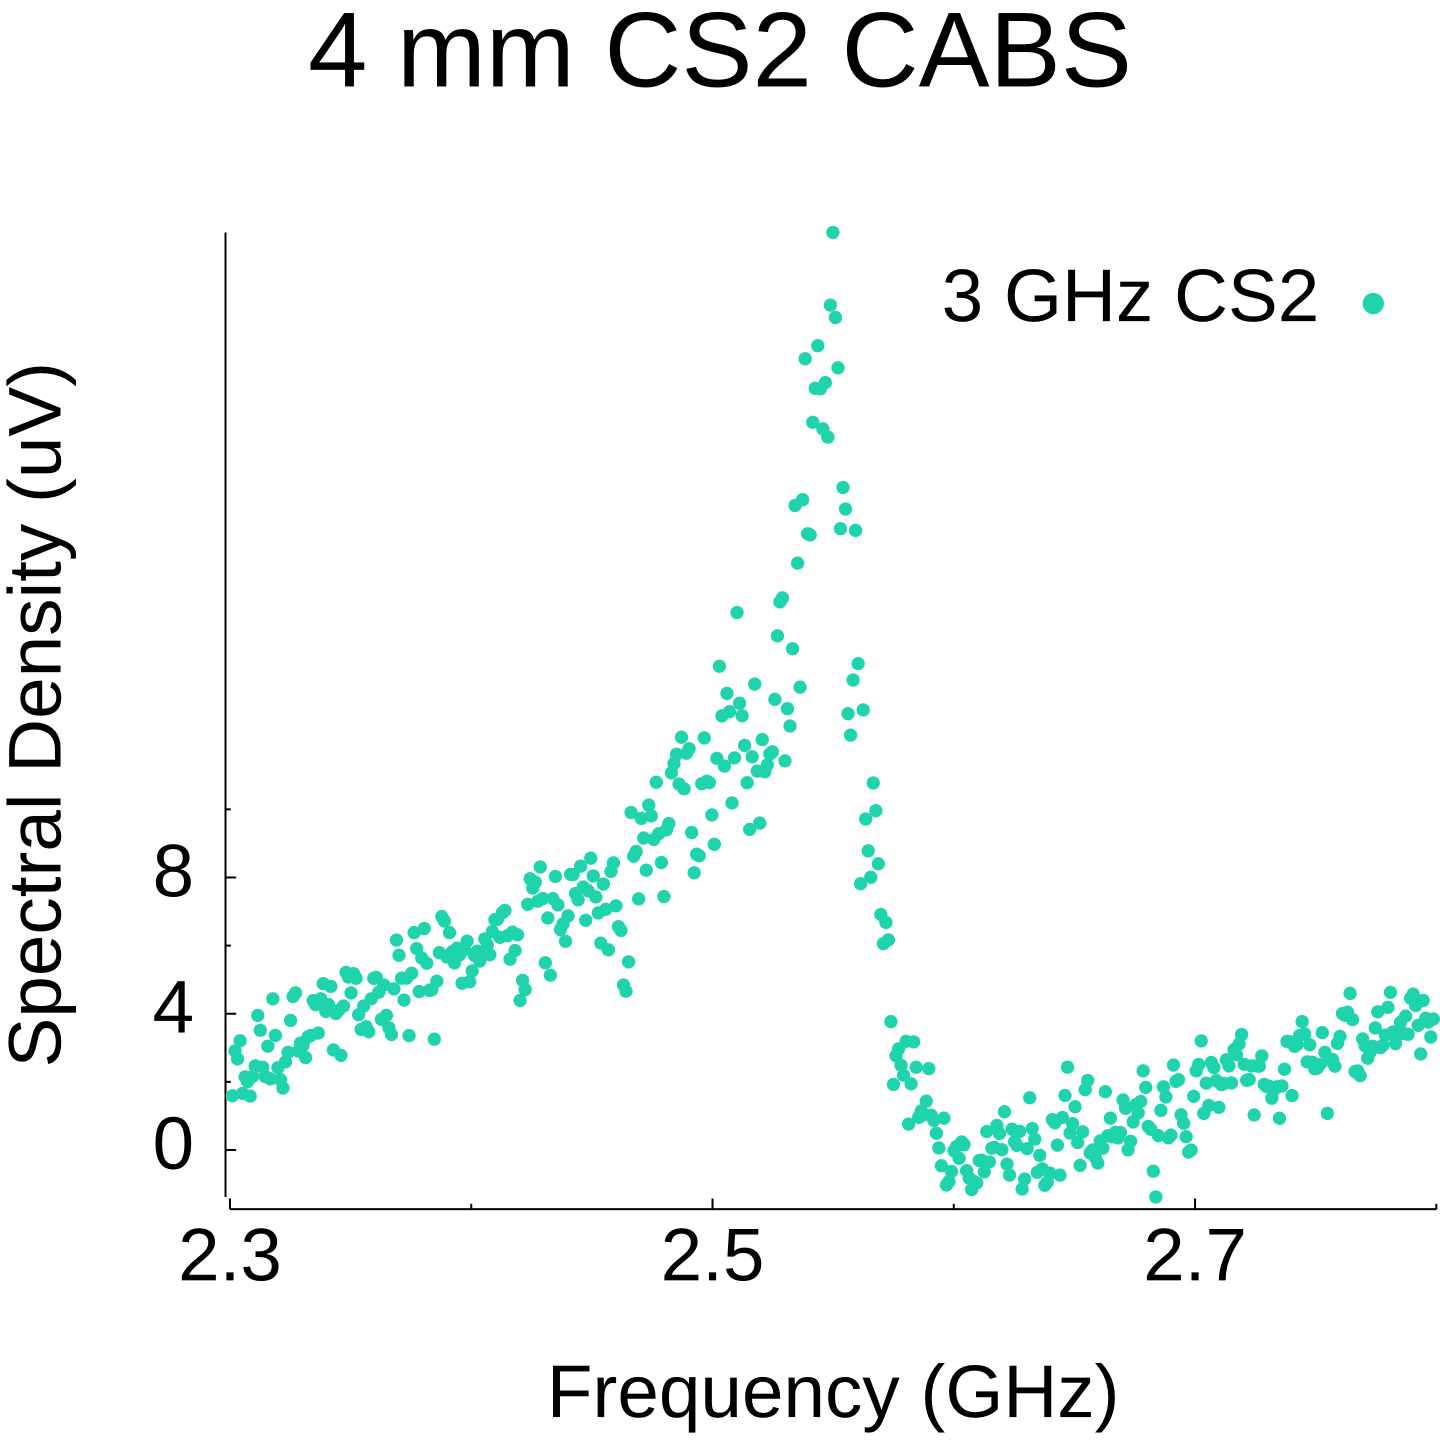 4 mm CS2 CABS
3 GHz CS2
Spectral Density (uV)
8
4
0
2.3 2.5 2.7
Frequency (GHz)